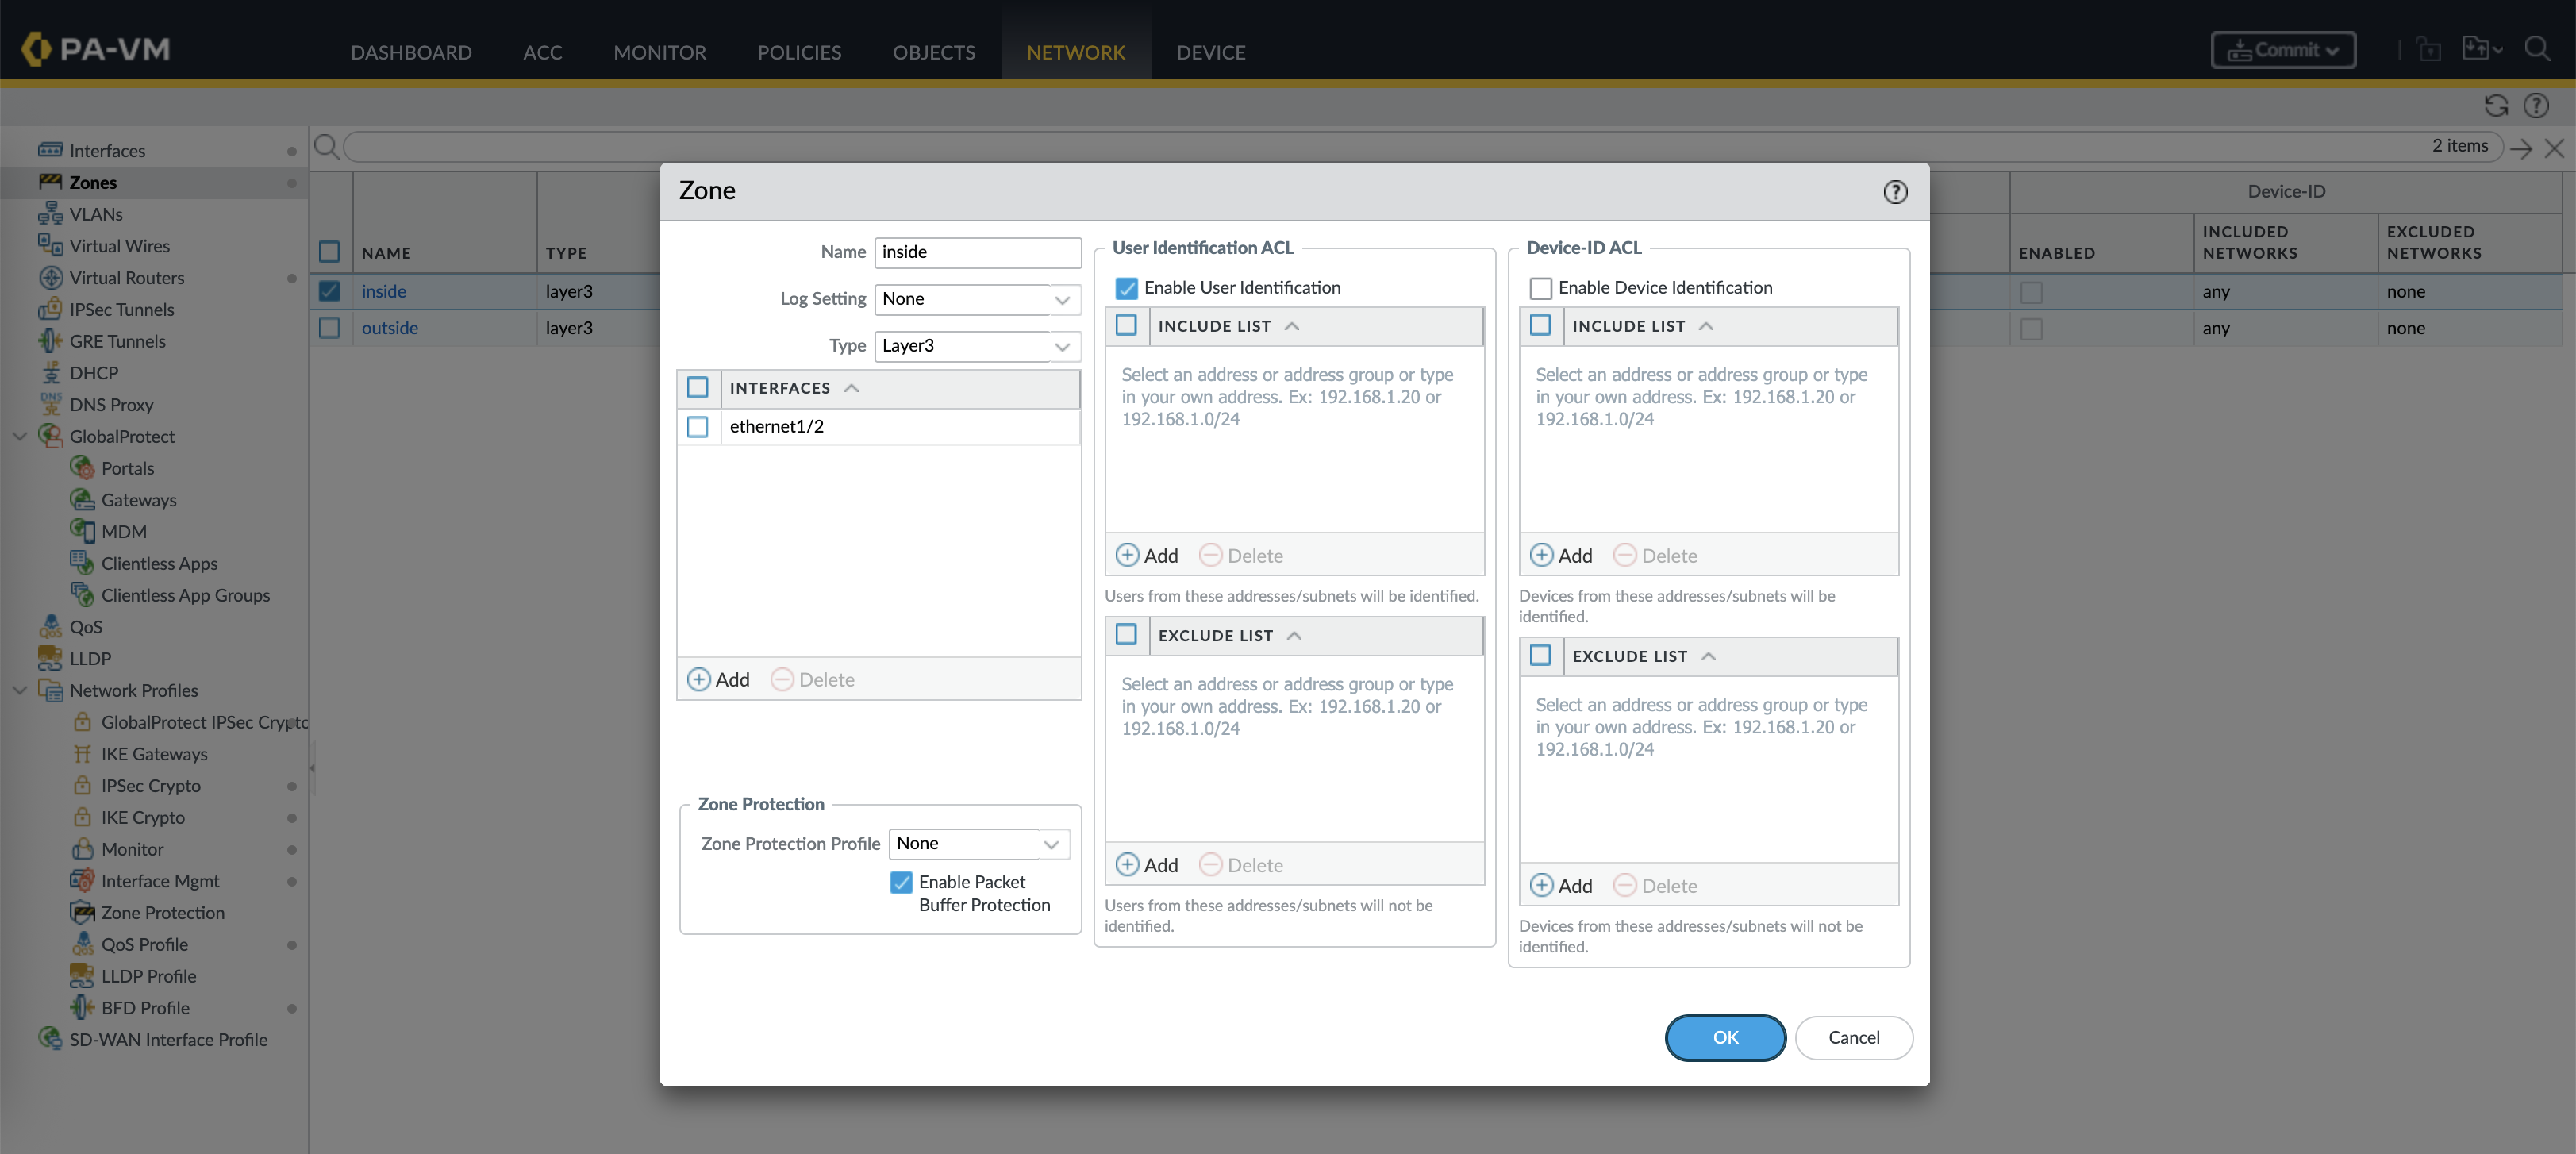 PA-VM
DASHBOARD
ACC
MONITOR
POLICIES
OBJECTS
NETWORK
DEVICE
Commit
Interfaces
Zones
VLANs
Virtual Wires
Virtual Routers
IPSec Tunnels
GRE Tunnels
DHCP
DNS Proxy
GlobalProtect
Portals
Gateways
MDM
Clientless Apps
Clientless App Groups
QoS
LLDP
Network Profiles
GlobalProtect IPSec Crypto
IKE Gateways
IPSec Crypto
IKE Crypto
Monitor
Interface Mgmt
Zone Protection
QoS Profile
LLDP Profile
BFD Profile
SD-WAN Interface Profile
2 items
NAME
TYPE
inside
layer3
outside
layer3
Device-ID
ENABLED
INCLUDED NETWORKS
EXCLUDED NETWORKS
any
none
any
none
Zone
Name
inside
Log Setting
None
Type
Layer3
INTERFACES
ethernet1/2
Add
Delete
Zone Protection
Zone Protection Profile
None
Enable Packet
Buffer Protection
User Identification ACL
Enable User Identification
INCLUDE LIST
Select an address or address group or type
in your own address. Ex: 192.168.1.20 or
192.168.1.0/24
Add
Delete
Users from these addresses/subnets will be identified.
EXCLUDE LIST
Select an address or address group or type
in your own address. Ex: 192.168.1.20 or
192.168.1.0/24
Add
Delete
Users from these addresses/subnets will not be
identified.
Device-ID ACL
Enable Device Identification
INCLUDE LIST
Select an address or address group or type
in your own address. Ex: 192.168.1.20 or
192.168.1.0/24
Add
Delete
Devices from these addresses/subnets will be
identified.
EXCLUDE LIST
Select an address or address group or type
in your own address. Ex: 192.168.1.20 or
192.168.1.0/24
Add
Delete
Devices from these addresses/subnets will not be
identified.
OK
Cancel